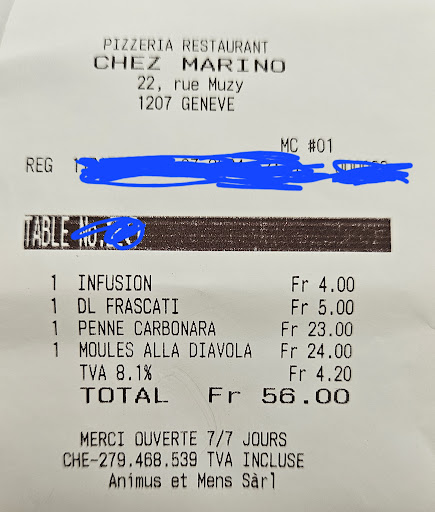 PIZZERIA RESTAURANT
CHEZ MARINO
22, rue Muzy
1207 GENEVE
MC #01
REG
TABLE No.
1 INFUSION Fr 4.00
1 DL FRASCATI Fr 5.00
1 PENNE CARBONARA Fr 23.00
1 MOULES ALLA DIAVOLA Fr 24.00
TVA 8.1% Fr 4.20
TOTAL Fr 56.00
MERCI OUVERTE 7/7 JOURS
CHE-279.468.539 TVA INCLUSE
Animus et Mens Sàrl